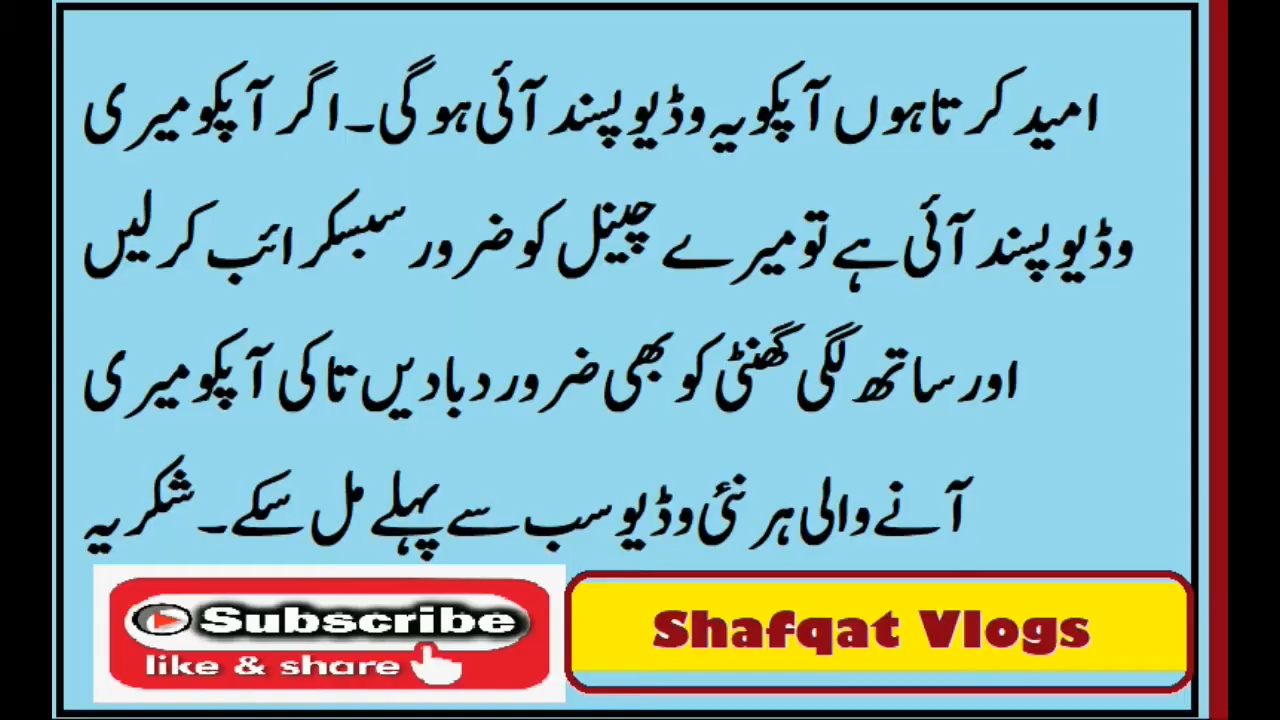 امید کرتا ہوں آپکو یہ وڈیو پسند آئی ہو گی۔ اگر آپکو میری
وڈیو پسند آئی ہے تو میرے چینل کو ضرور سبسکرائب کر لیں
اور ساتھ لگی گھنٹی کو بھی ضرور دبا دیں تا کی آپکو میری
آنے والی ہر نئی وڈیو سب سے پہلے مل سکے۔ شکریہ
Subscribe
like & share
Shafqat Vlogs